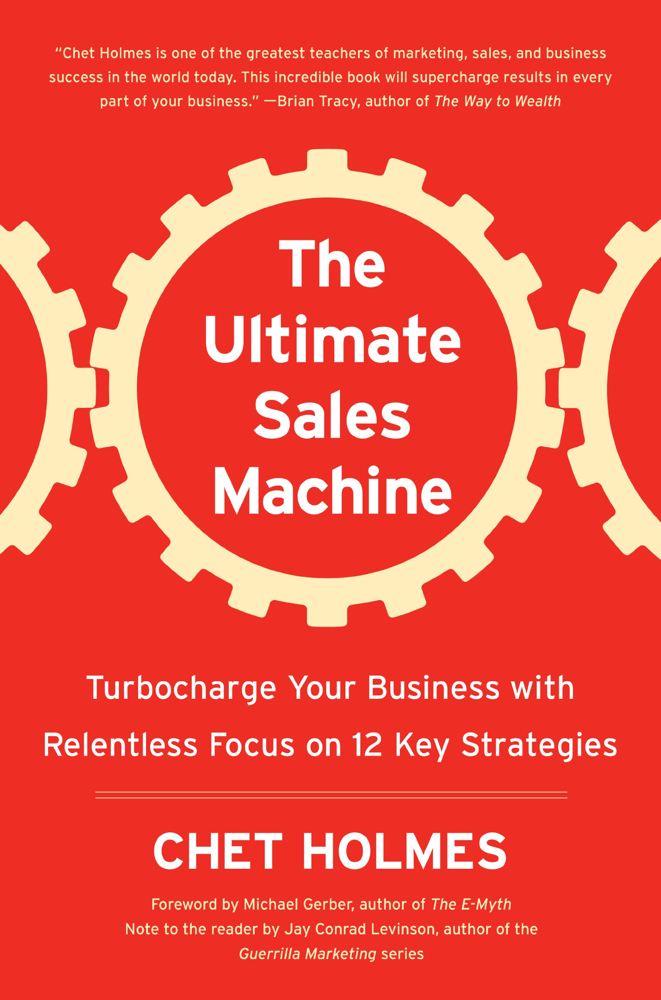 “Chet Holmes is one of the greatest teachers of marketing, sales, and business
success in the world today. This incredible book will supercharge results in every
part of your business.” —Brian Tracy, author of The Way to Wealth
The
Ultimate
Sales
Machine
Turbocharge Your Business with
Relentless Focus on 12 Key Strategies
CHET HOLMES
Foreword by Michael Gerber, author of The E-Myth
Note to the reader by Jay Conrad Levinson, author of the
Guerrilla Marketing series